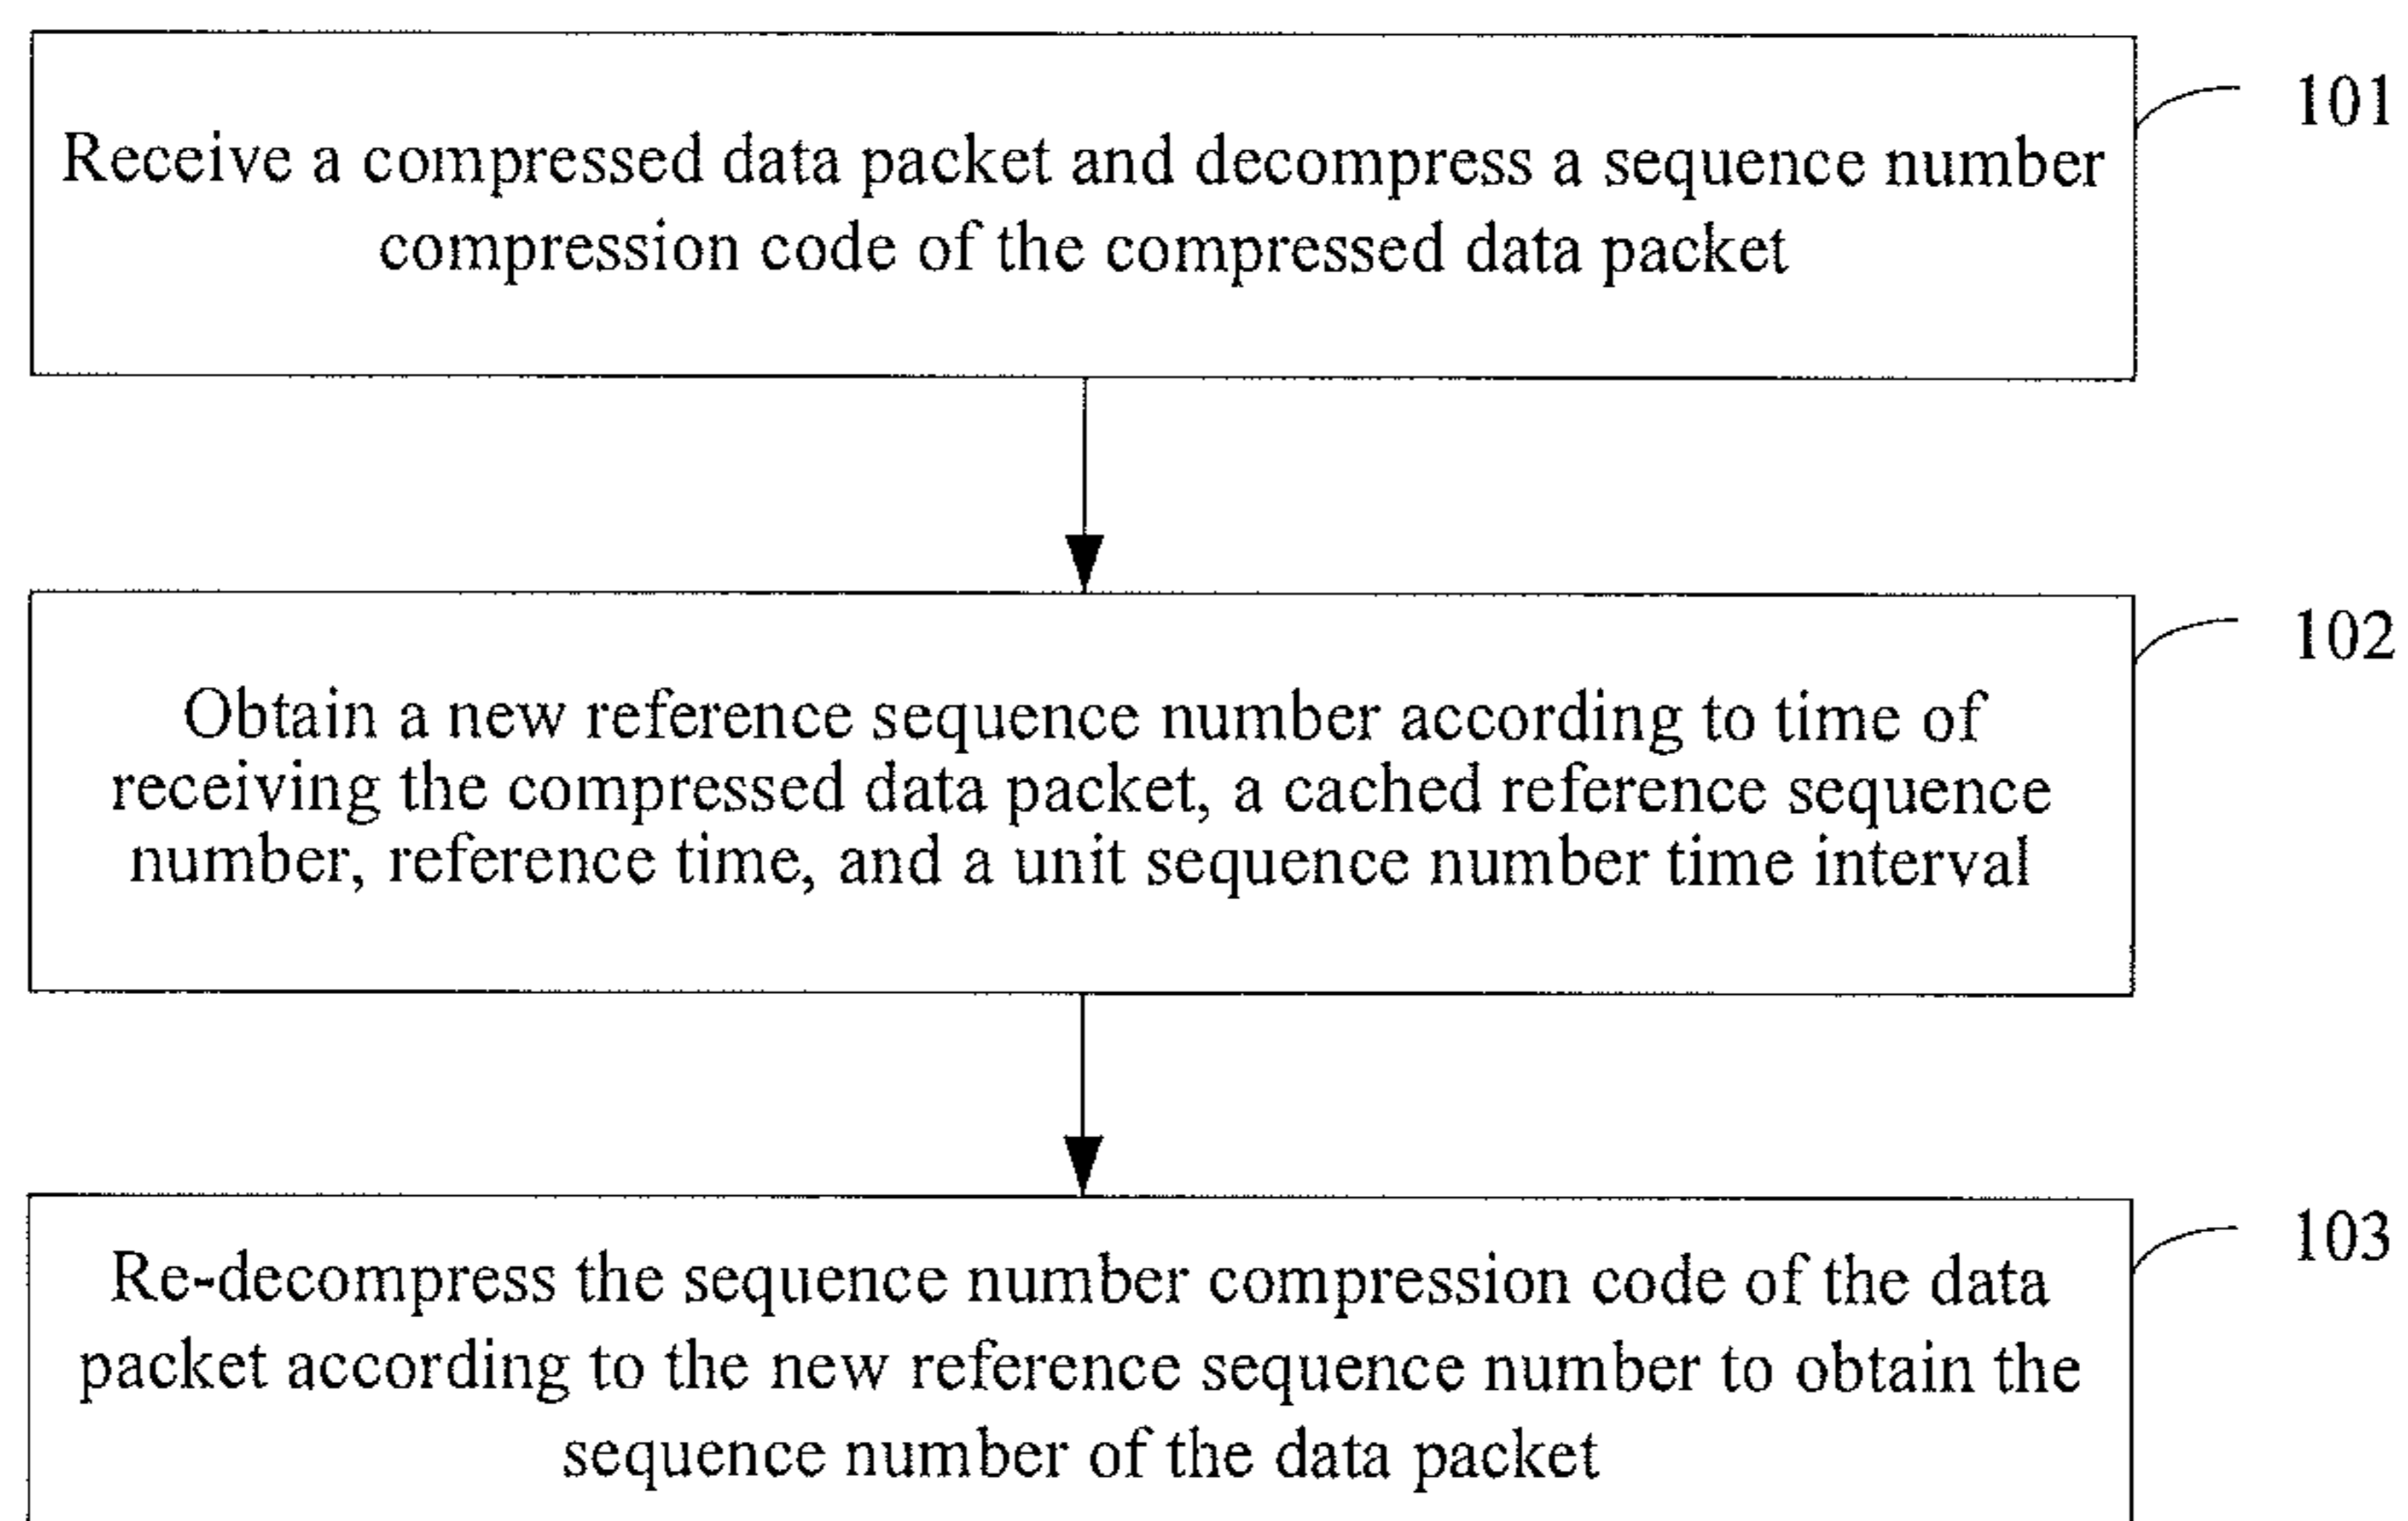 101
Receive a compressed data packet and decompress a sequence number
compression code of the compressed data packet
102
Obtain a new reference sequence number according to time of
receiving the compressed data packet, a cached reference sequence
number, reference time, and a unit sequence number time interval
103
Re-decompress the sequence number compression code of the data
packet according to the new reference sequence number to obtain the
sequence number of the data packet